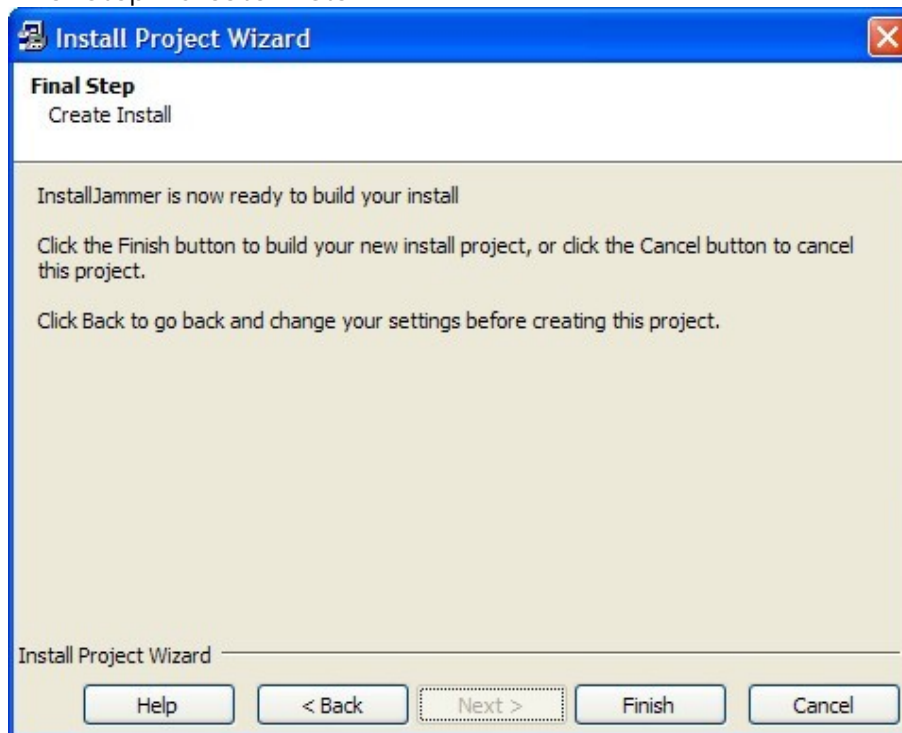 Install Project Wizard
Final Step
Create Install
InstallJammer is now ready to build your install
Click the Finish button to build your new install project, or click the Cancel button to cancel
this project.
Click Back to go back and change your settings before creating this project.
Install Project Wizard
Help
< Back
Next >
Finish
Cancel